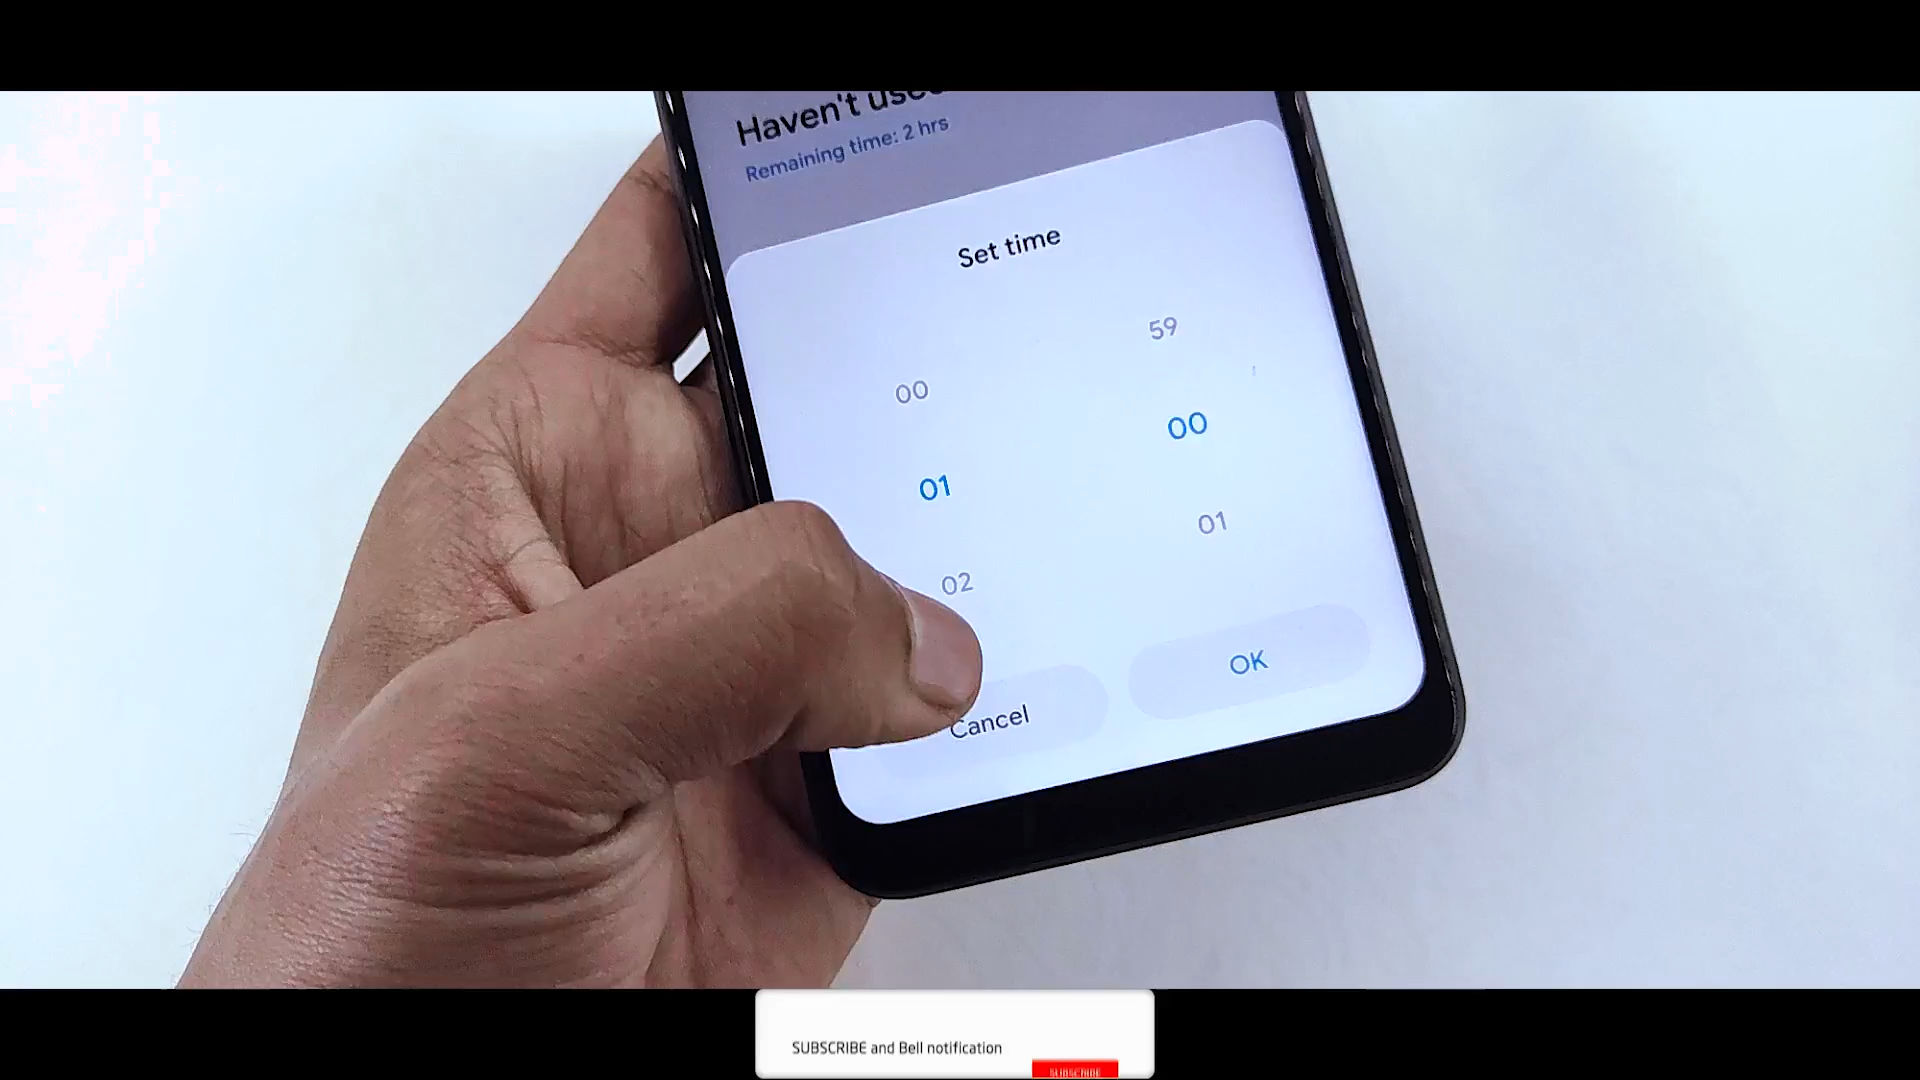 Haven't
Remaining time: 2 hrs
Set time
59
00
00
01
01
02
OK
Cancel
SUBSCRIBE and Bell notification
SUBSCRIBE